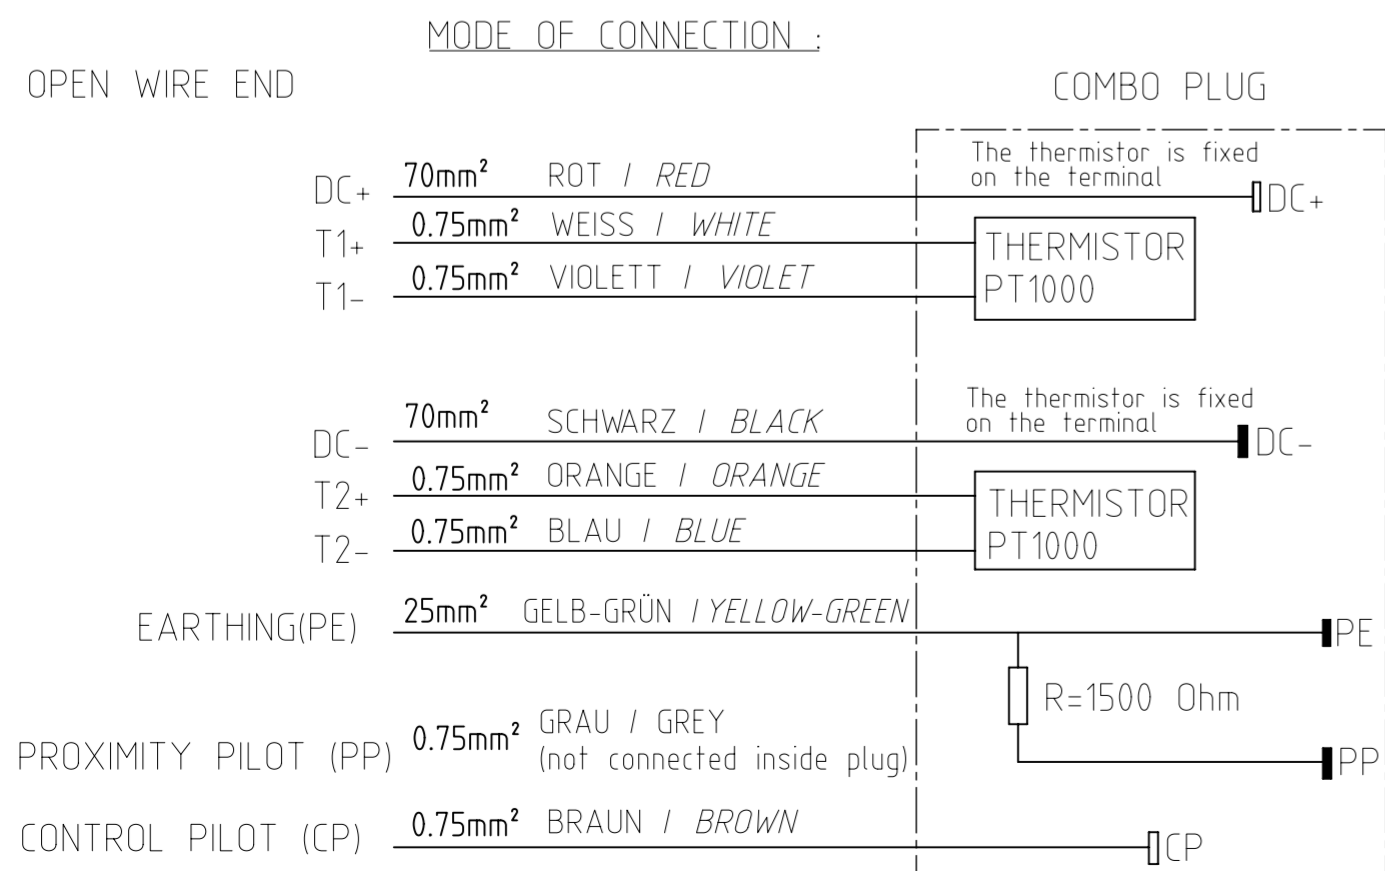 MODE OF CONNECTION :
OPEN WIRE END
COMBO PLUG
The thermistor is fixed
on the terminal
DC+ 70mm² ROT / RED DC+
T1+ 0.75mm² WEISS / WHITE
THERMISTOR
PT1000
T1- 0.75mm² VIOLETT / VIOLET
The thermistor is fixed
on the terminal
DC- 70mm² SCHWARZ / BLACK DC-
T2+ 0.75mm² ORANGE / ORANGE
THERMISTOR
PT1000
T2- 0.75mm² BLAU / BLUE
EARTHING(PE) 25mm² GELB-GRÜN / YELLOW-GREEN PE
R=1500 Ohm
PROXIMITY PILOT (PP) 0.75mm² GRAU / GREY
(not connected inside plug)
PP
CONTROL PILOT (CP) 0.75mm² BRAUN / BROWN CP